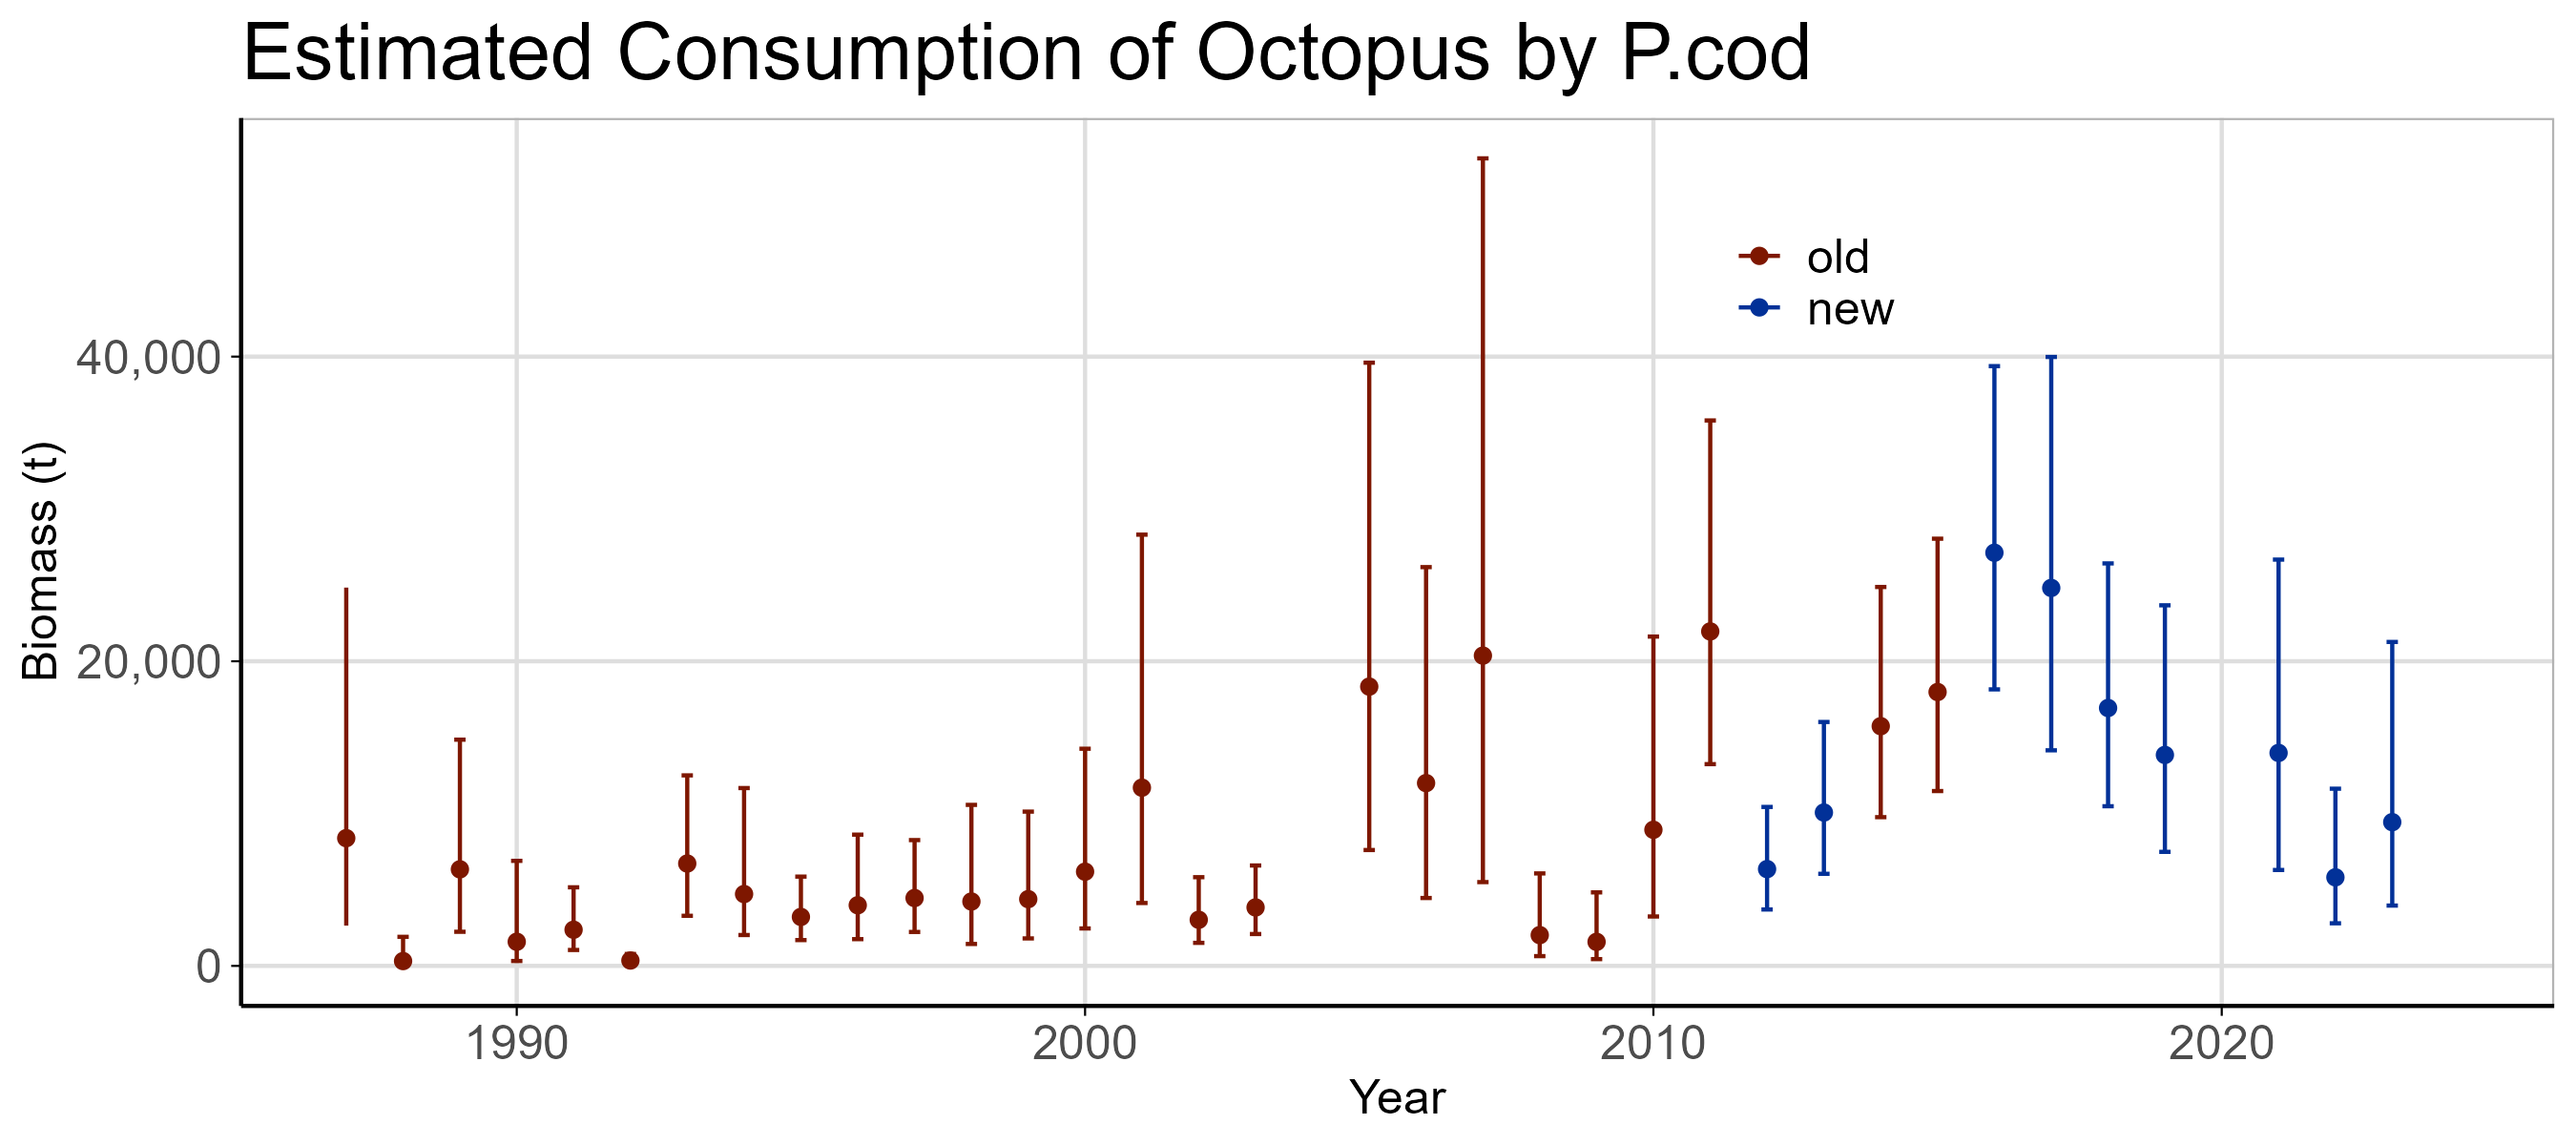 Estimated Consumption of Octopus by P.cod
old
new
40,000
20,000
0
Biomass (t)
1990
2000
2010
2020
Year